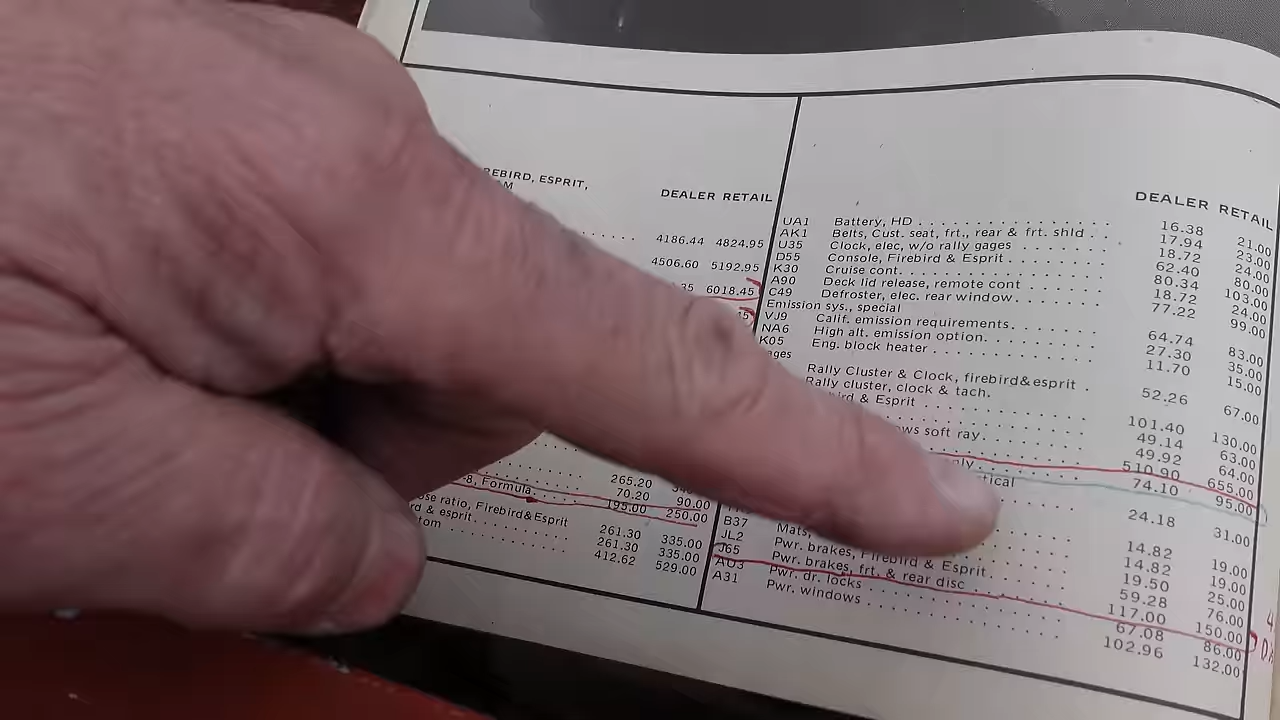 ESPRIT,
DEALER RETAIL
4186.44 4824.95
4506.60 5192.95
6018.45
265.20
70.20 90.00
-8, Formula 195.00 250.00
ratio, Firebird&Esprit 261.30 335.00
& esprit 261.30 335.00
412.62 529.00
DEALER RETAIL
UA1 Battery, HD 16.38 21.00
AK1 Belts, Cust. seat, frt., rear & frt. shld 17.94 23.00
U35 Clock, elec, w/o rally gages 18.72 24.00
D55 Console, Firebird & Esprit 62.40 80.00
K30 Cruise cont. 80.34 103.00
A90 Deck lid release, remote cont 18.72 24.00
C49 Defroster, elec. rear window 77.22 99.00
Emission sys., special
VJ9 Calif. emission requirements 64.74 83.00
NA6 High alt. emission option 27.30 35.00
K05 Eng. block heater 11.70 15.00
Rally Cluster & Clock, firebird&esprit 52.26 67.00
Rally cluster, clock & tach.
& Esprit 101.40 130.00
49.14 63.00
soft ray 49.92 64.00
510.90 655.00
74.10 95.00
24.18 31.00
14.82 19.00
14.82 19.00
B37 Mats, 19.50 25.00
JL2 Pwr. brakes, Firebird & Esprit 59.28 76.00
J65 Pwr. brakes, frt. & rear disc 117.00 150.00
AU3 Pwr. dr. locks 67.08 86.00
A31 Pwr. windows 102.96 132.00